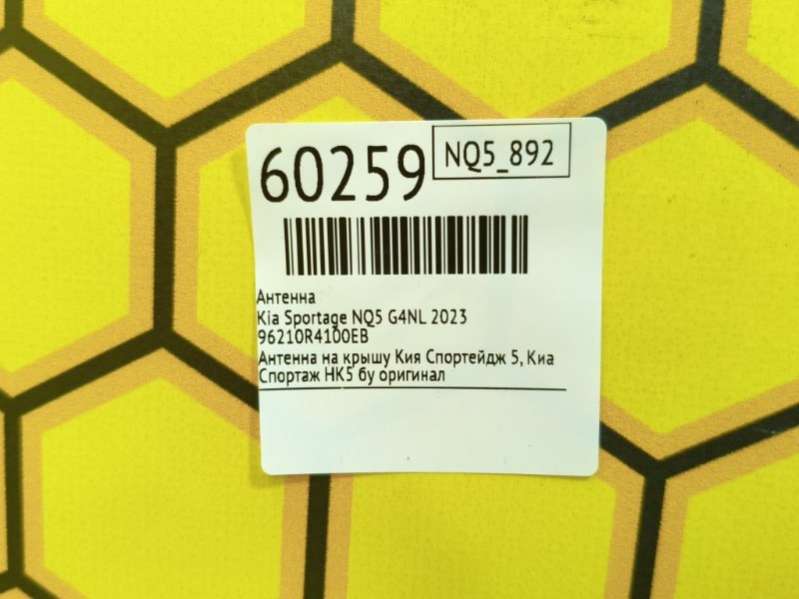 60259
NQ5_892
Антенна
Kia Sportage NQ5 G4NL 2023
96210R4100EB
Антенна на крышу Кия Спортейдж 5, Киа
Спортаж НК5 бу оригинал